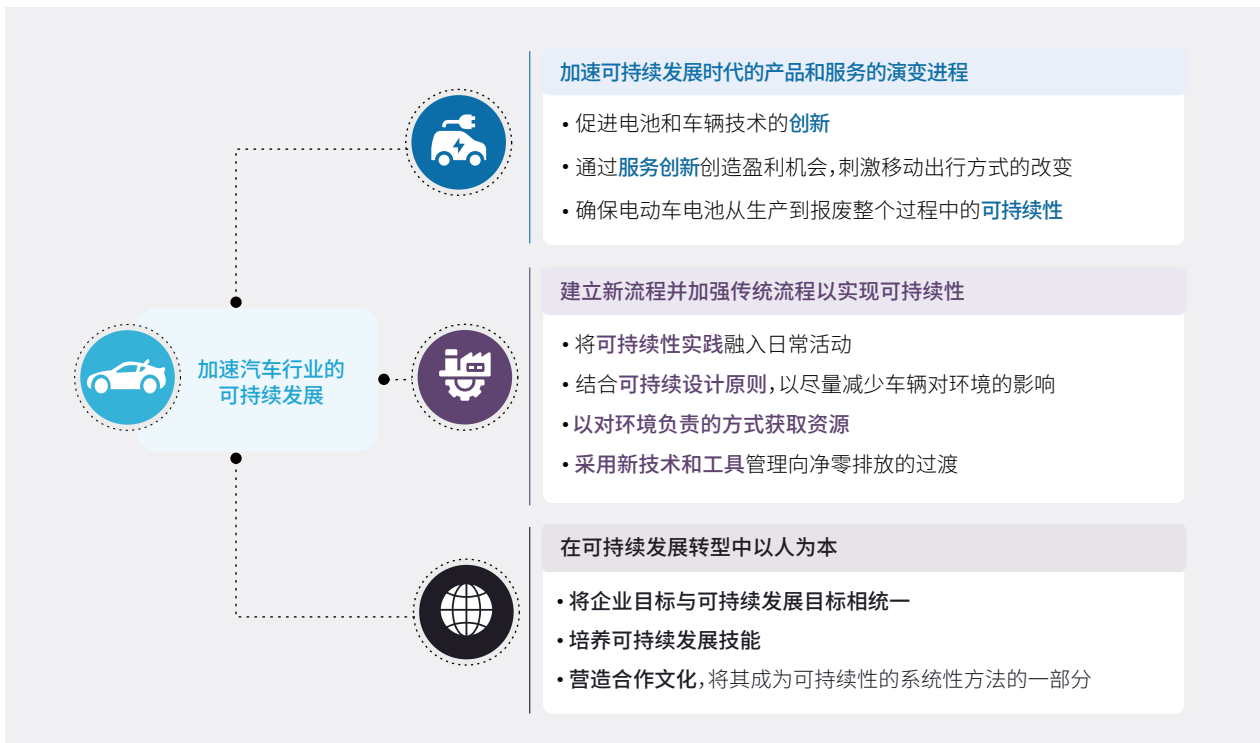 加速汽车行业的
可持续发展
加速可持续发展时代的产品和服务的演变进程
• 促进电池和车辆技术的创新
• 通过服务创新创造盈利机会，刺激移动出行方式的改变
• 确保电动车电池从生产到报废整个过程中的可持续性
建立新流程并加强传统流程以实现可持续性
• 将可持续性实践融入日常活动
• 结合可持续设计原则，以尽量减少车辆对环境的影响
• 以对环境负责的方式获取资源
• 采用新技术和工具管理向净零排放的过渡
在可持续发展转型中以人为本
• 将企业目标与可持续发展目标相统一
• 培养可持续发展技能
• 营造合作文化，将其成为可持续性的系统性方法的一部分